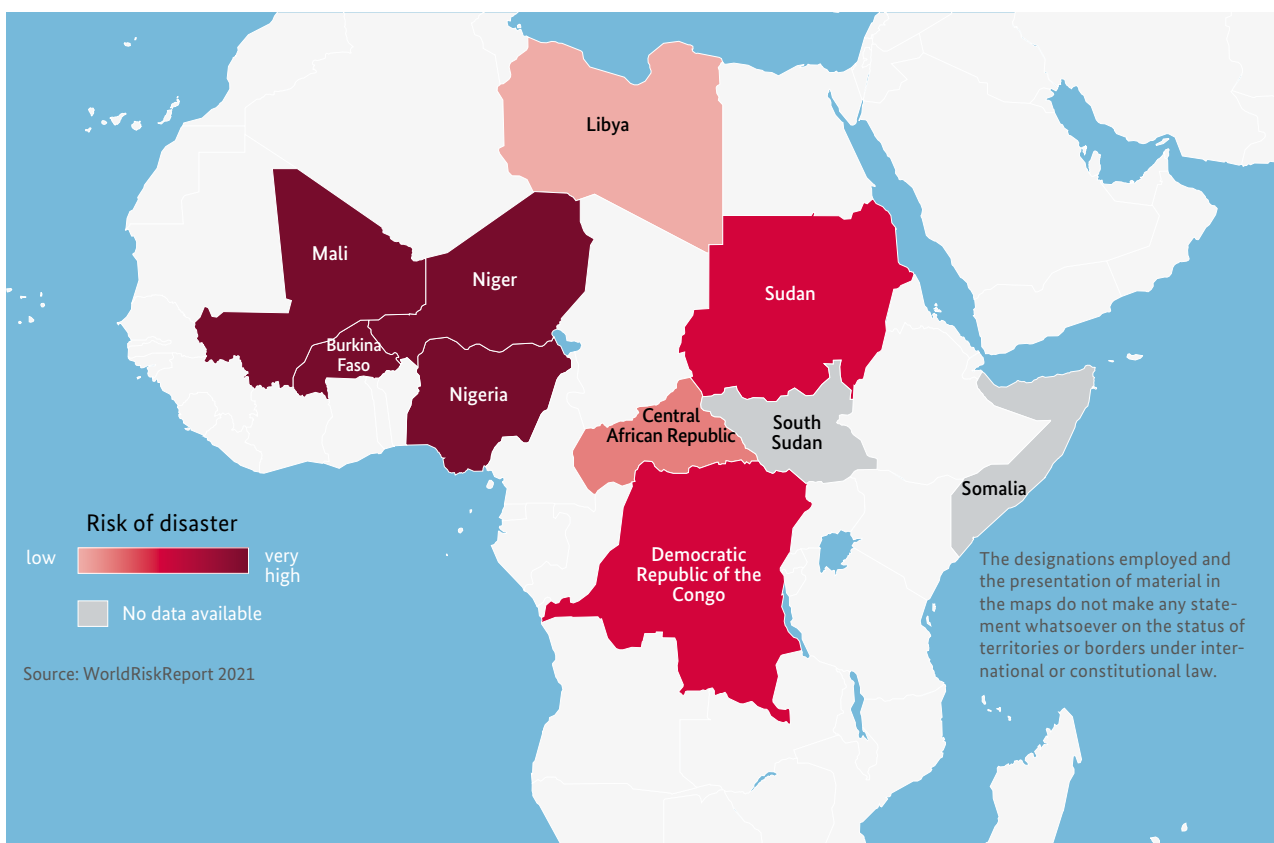 Libya
Mali
Niger
Sudan
Burkina
Faso
Nigeria
Central
African Republic
South
Sudan
Somalia
Democratic
Republic of the
Congo
Risk of disaster
low
very
high
No data available
Source: WorldRiskReport 2021
The designations employed and
the presentation of material in
the maps do not make any state-
ment whatsoever on the status of
territories or borders under inter-
national or constitutional law.